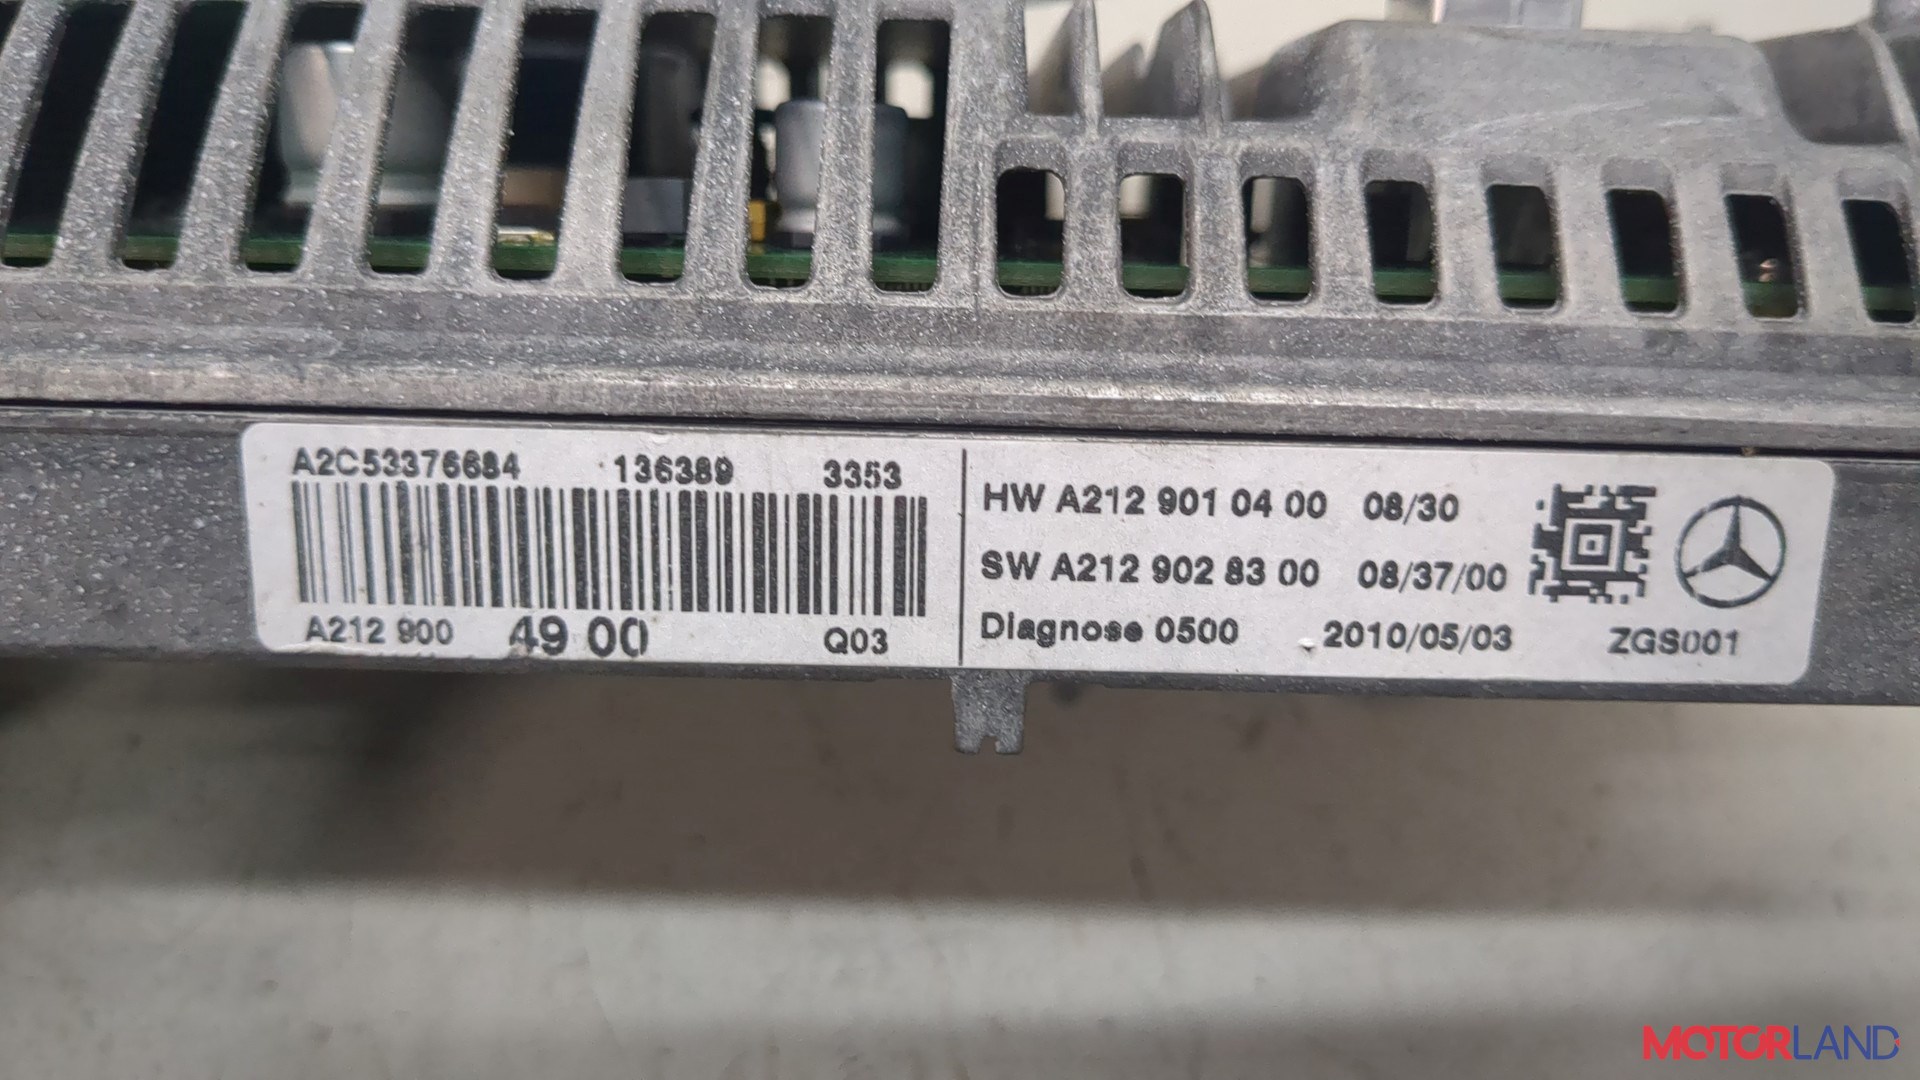 A2C53376684 136389 3353
A212 900 49 00 Q03
HW A212 901 04 00 08/30
SW A212 902 83 00 08/37/00
Diagnose 0500 2010/05/03 ZGS001
MOTORLAND